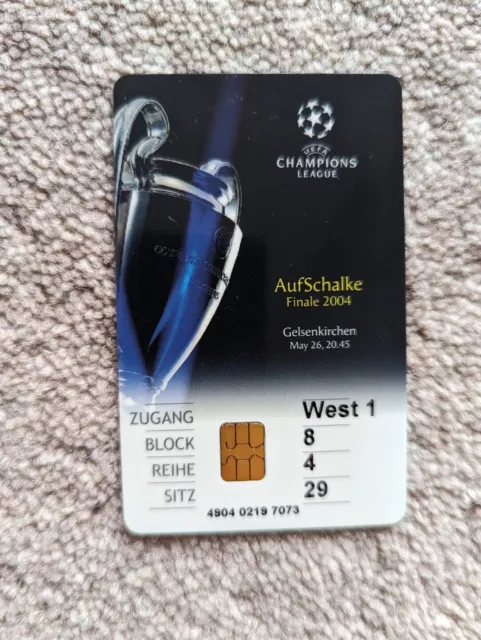 UEFA
CHAMPIONS
LEAGUE
AufSchalke
Finale 2004
Gelsenkirchen
May 26, 20.45
ZUGANG West 1
BLOCK 8
REIHE 4
SITZ 29
4904 0219 7073